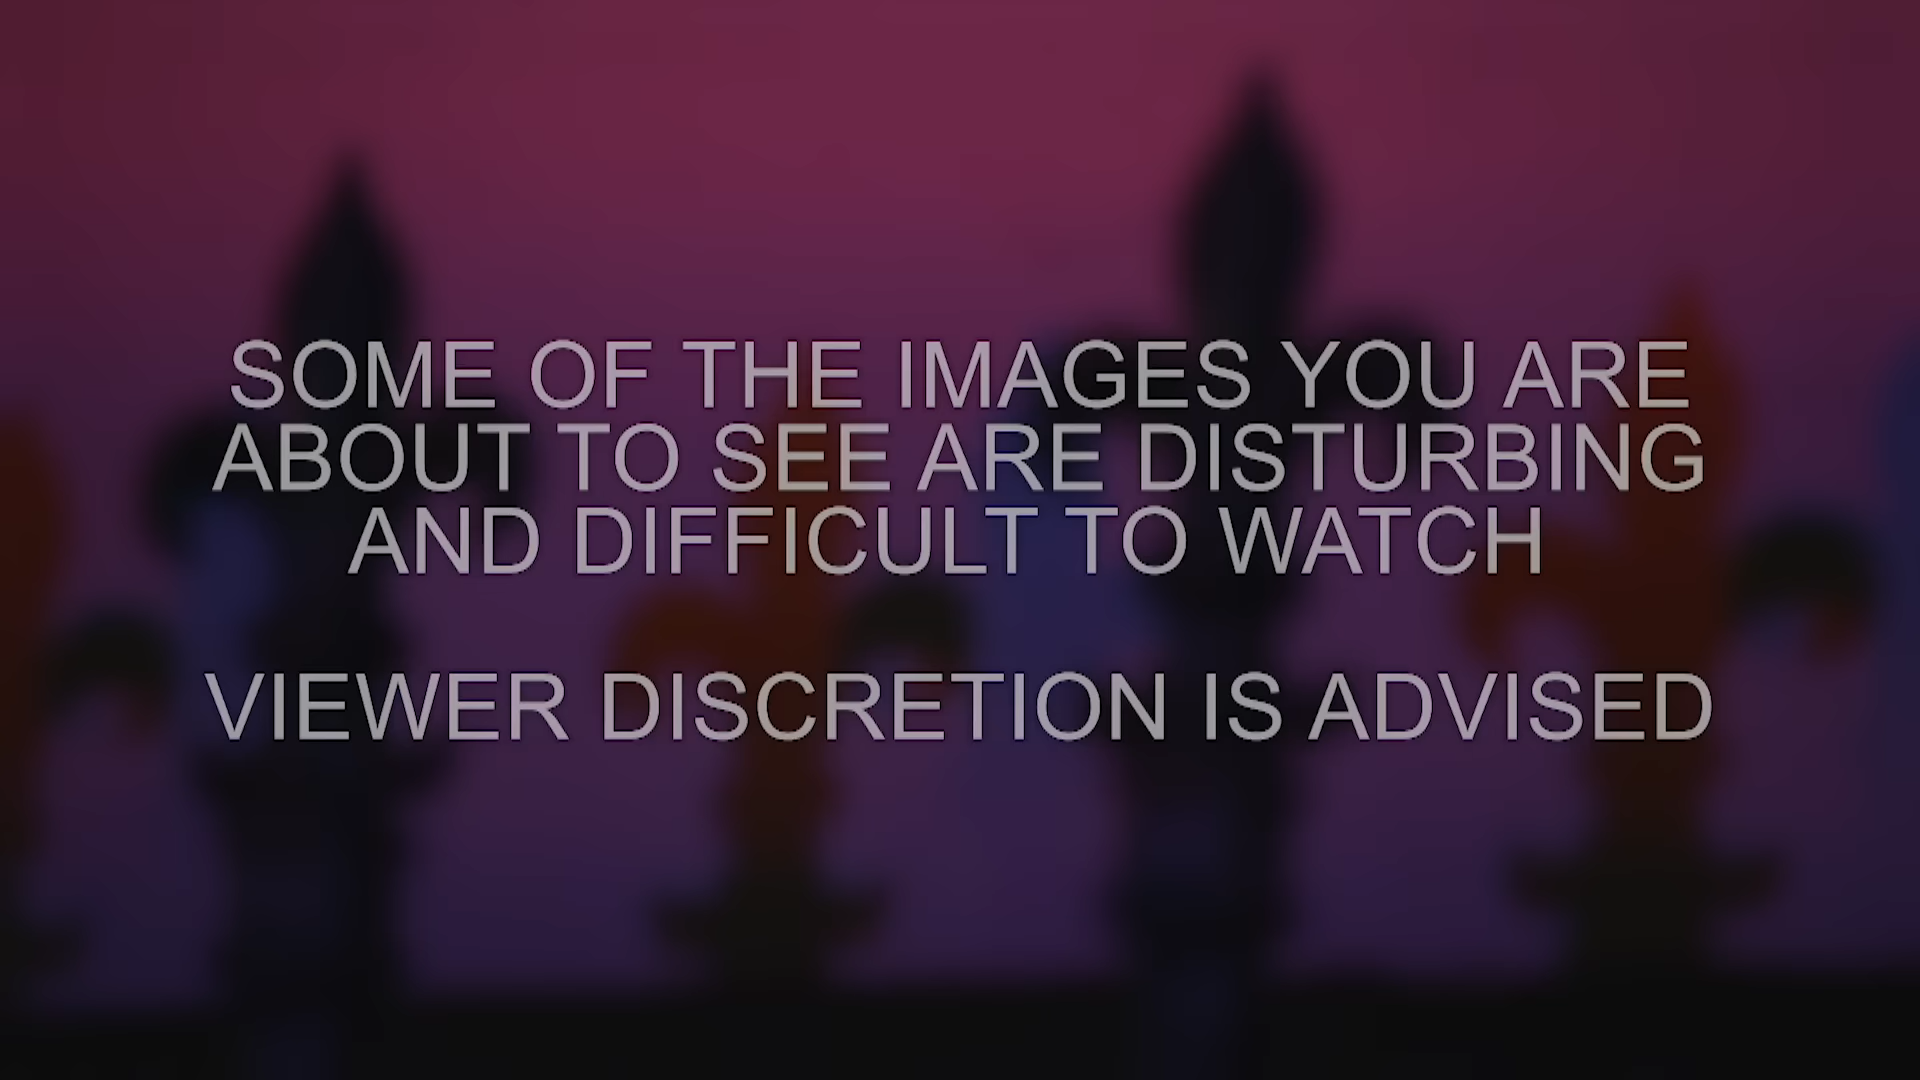 SOME OF THE IMAGES YOU ARE
ABOUT TO SEE ARE DISTURBING
AND DIFFICULT TO WATCH
VIEWER DISCRETION IS ADVISED